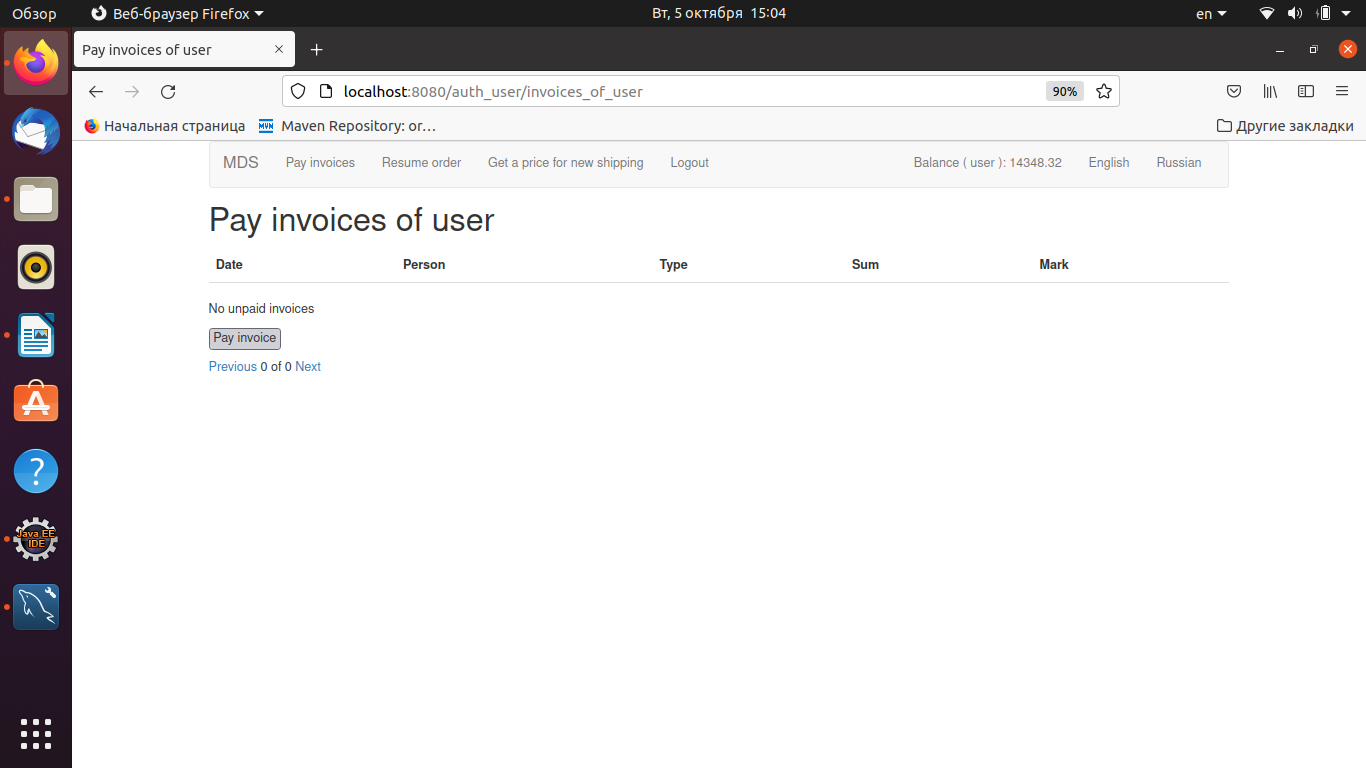 Обзор Веб-браузер Firefox Вт, 5 октября 15:04 en
Pay invoices of user
localhost:8080/auth_user/invoices_of_user 90%
Начальная страница Maven Repository: or… Другие закладки
MDS Pay invoices Resume order Get a price for new shipping Logout Balance ( user ): 14348.32 English Russian
Pay invoices of user
Date Person Type Sum Mark
No unpaid invoices
Pay invoice
Previous 0 of 0 Next
Java EE
IDE